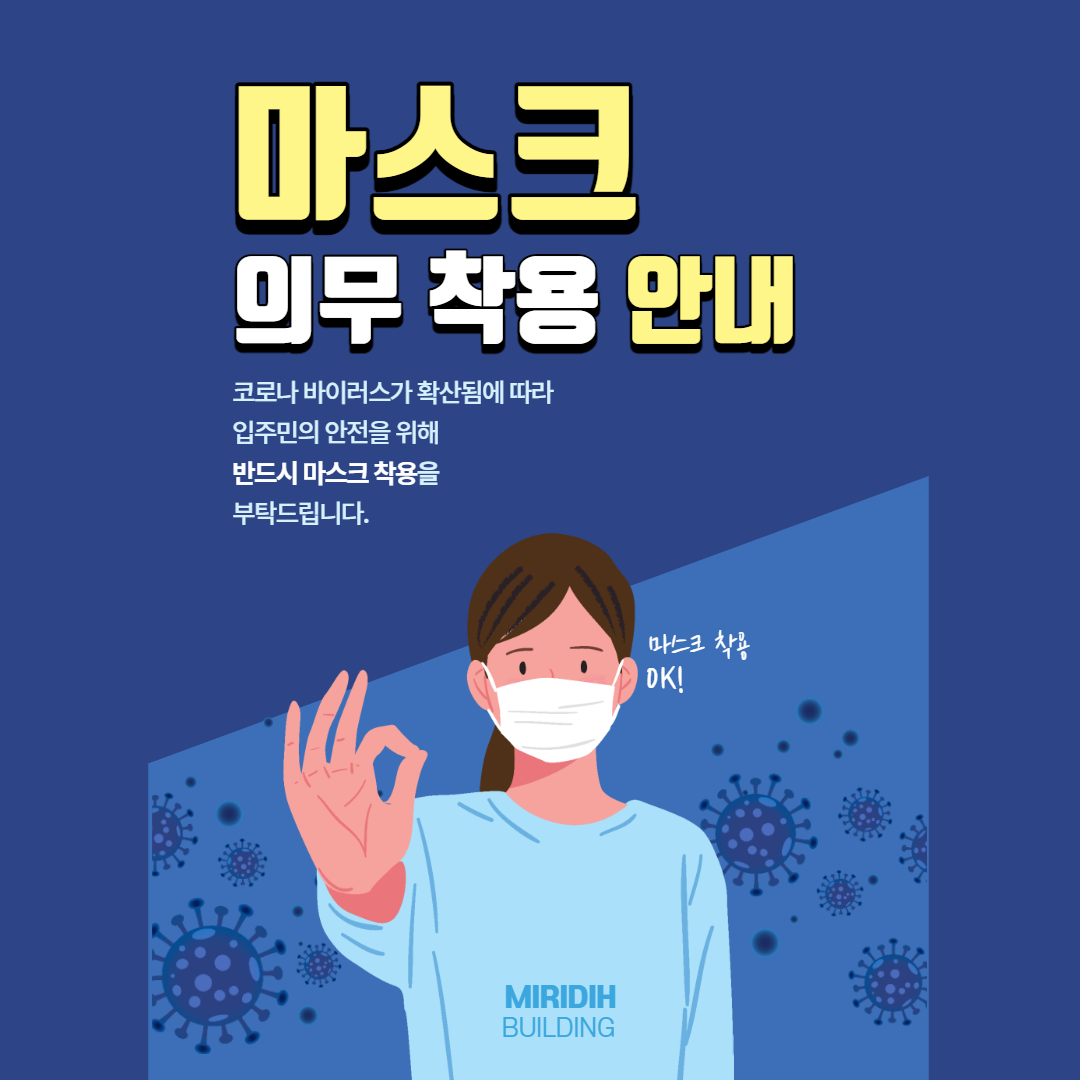 마스크
의무 착용 안내
코로나 바이러스가 확산됨에 따라
입주민의 안전을 위해
반드시 마스크 착용을
부탁드립니다.
마스크 착용
OK!
MIRIDIH
BUILDING